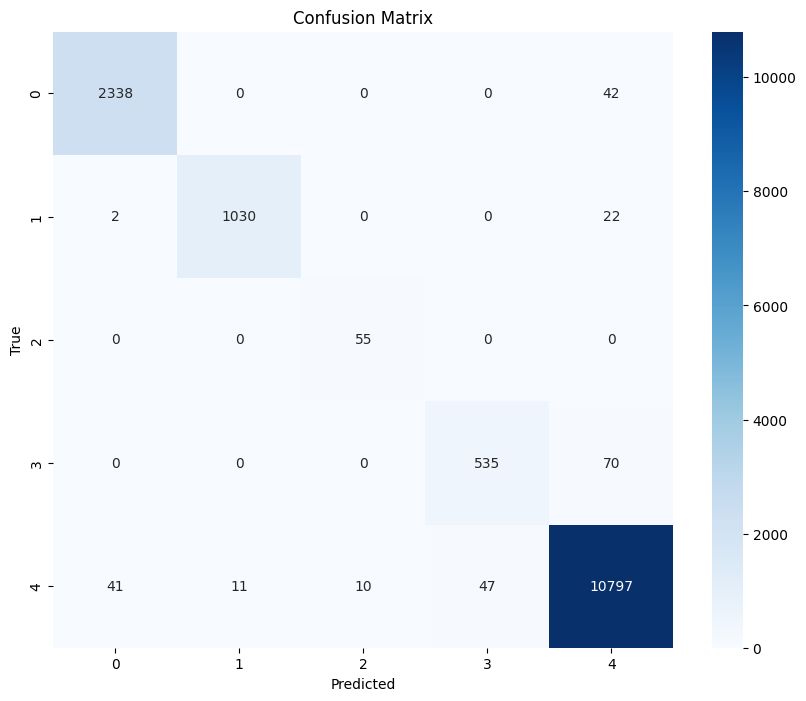 Confusion Matrix
0 2338 0 0 0 42
1 2 1030 0 0 22
2 0 0 55 0 0
3 0 0 0 535 70
4 41 11 10 47 10797
0 1 2 3 4
Predicted
True
10000
8000
6000
4000
2000
0